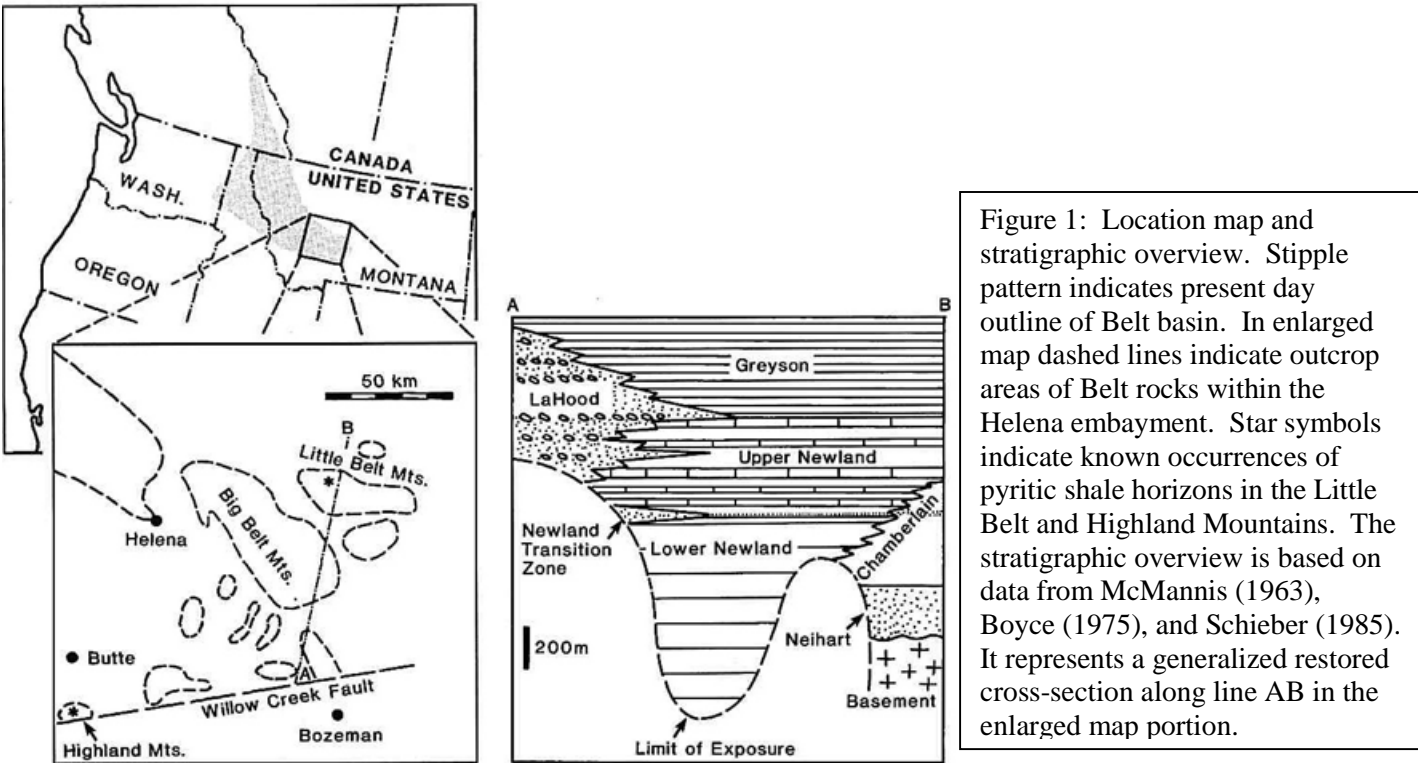 CANADA
UNITED STATES
WASH.
OREGON
MONTANA
50 km
B
Little Belt Mts.
*
Big Belt Mts.
Helena
Butte
A
Willow Creek Fault
*
Highland Mts.
Bozeman
A
B
Greyson
LaHood
Upper Newland
Newland
Transition
Zone
Lower Newland
Chamberlain
200m
Neihart
Basement
Limit of Exposure
Figure 1: Location map and
stratigraphic overview. Stipple
pattern indicates present day
outline of Belt basin. In enlarged
map dashed lines indicate outcrop
areas of Belt rocks within the
Helena embayment. Star symbols
indicate known occurrences of
pyritic shale horizons in the Little
Belt and Highland Mountains. The
stratigraphic overview is based on
data from McMannis (1963),
Boyce (1975), and Schieber (1985).
It represents a generalized restored
cross-section along line AB in the
enlarged map portion.